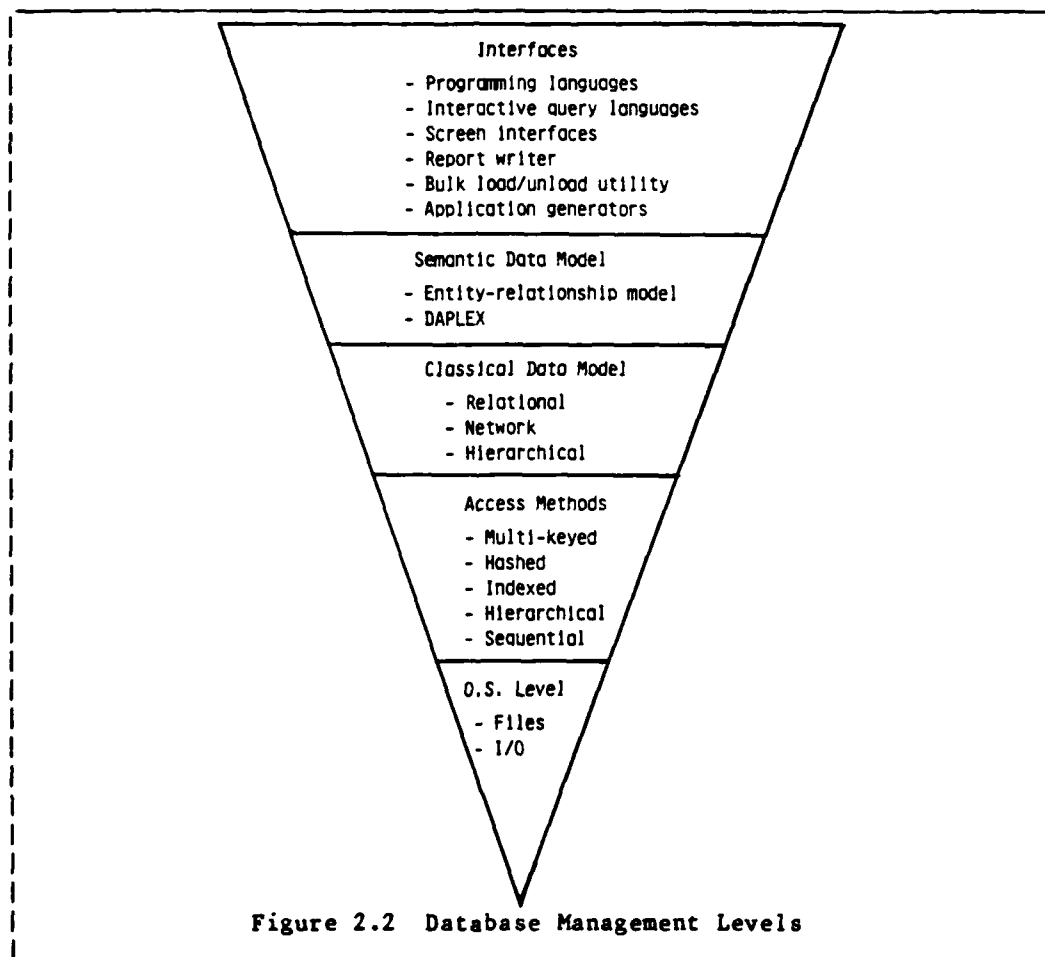 Interfaces
- Programming languages
- Interactive query languages
- Screen interfaces
- Report writer
- Bulk load/unload utility
- Application generators
Semantic Data Model
- Entity-relationship model
- DAPLEX
Classical Data Model
- Relational
- Network
- Hierarchical
Access Methods
- Multi-keyed
- Hashed
- Indexed
- Hierarchical
- Sequential
O.S. Level
- Files
- I/O
Figure 2.2 Database Management Levels